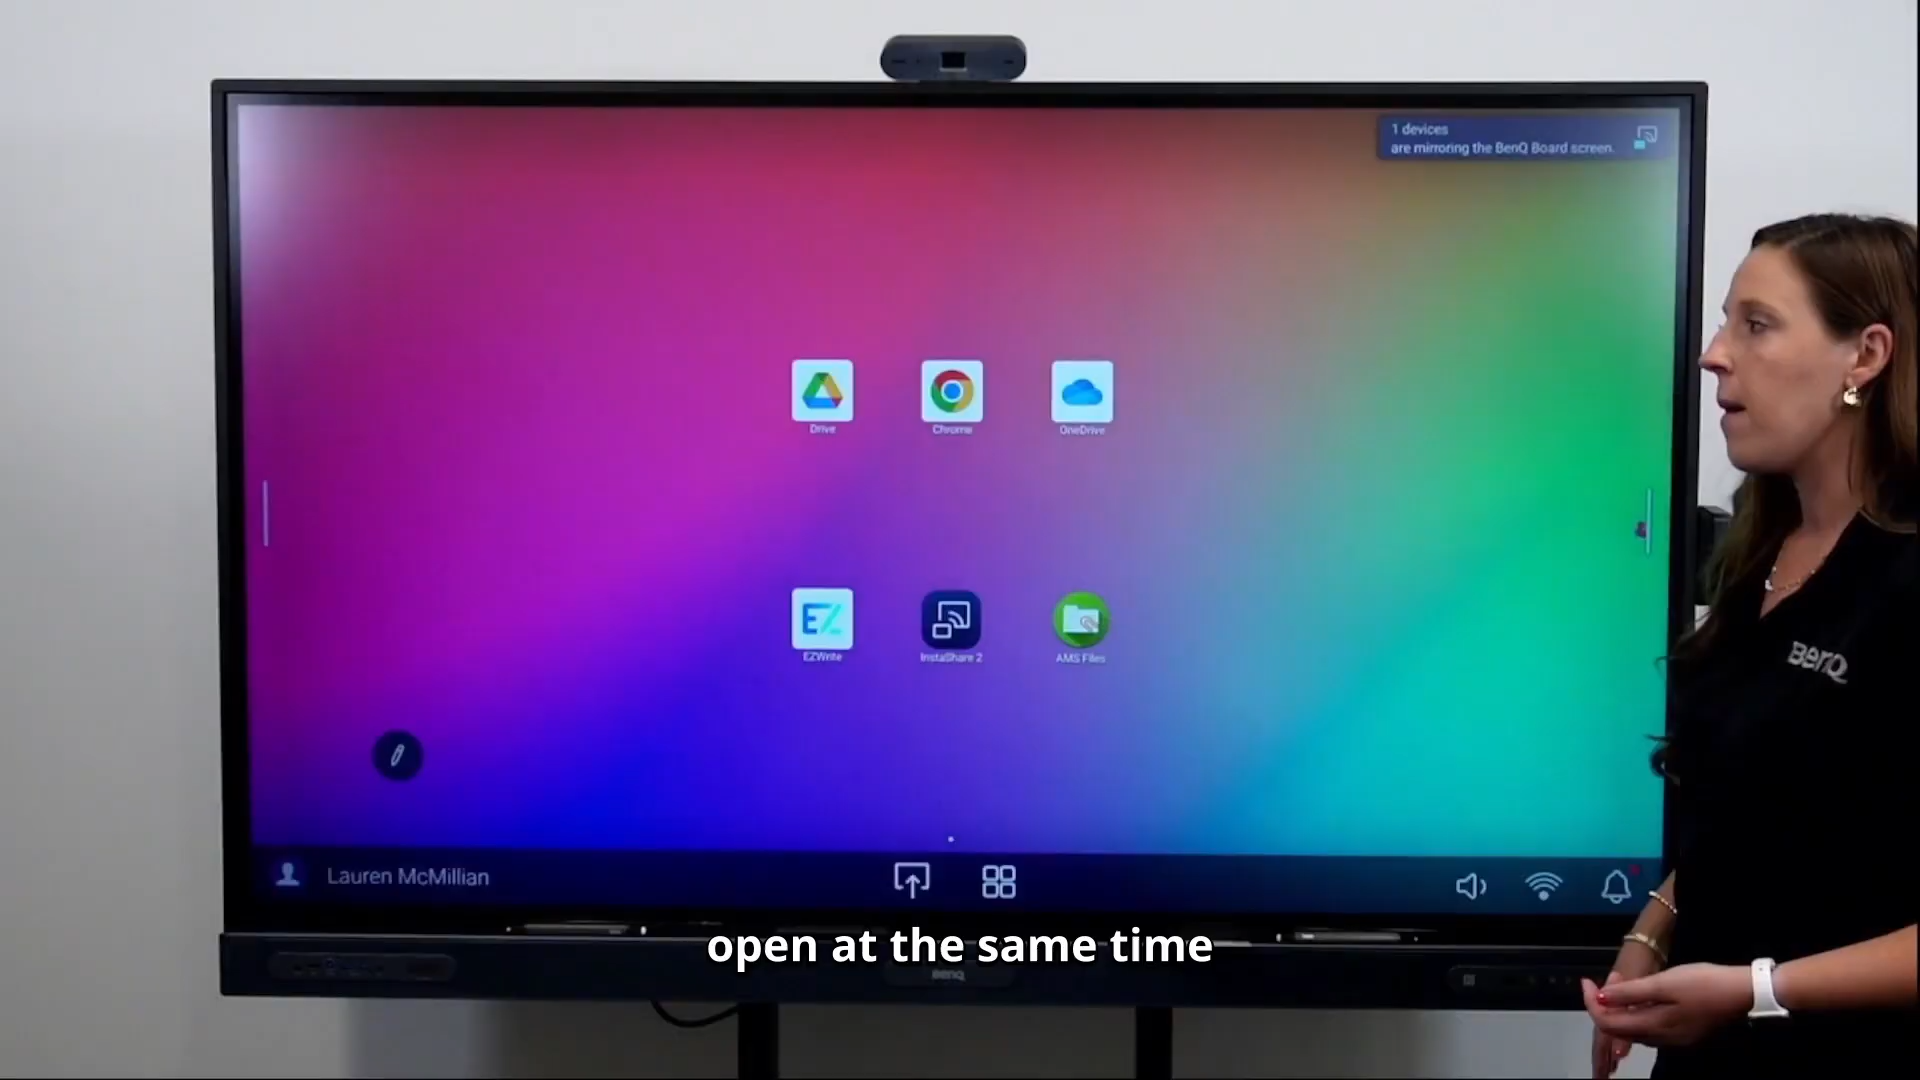 1 devices
are mirroring the BenQ Board screen.
Drive
Chrome
OneDrive
EZ
EZWrite
InstaShare 2
AMS Files
BenQ
Lauren McMillian
open at the same time
BenQ